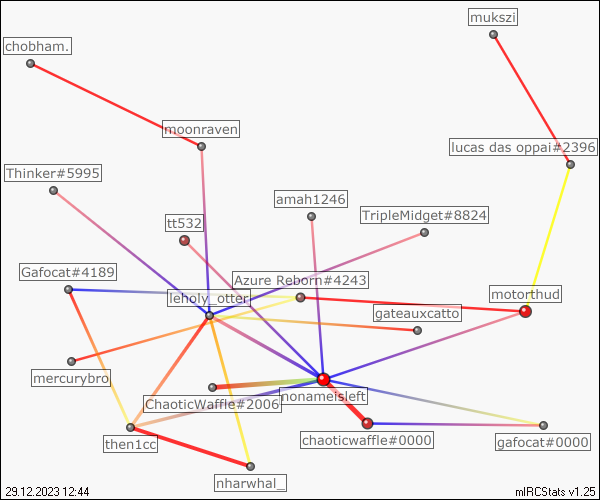 mukszi
chobham.
moonraven
lucas das oppai#2396
Thinker#5995
amah1246
TripleMidget#8824
tt532
Gafocat#4189
Azure Reborn#4243
motorthud
leholy_otter
gateauxcatto
mercurybro
ChaoticWaffle#2006
nonameisleft
then1cc
chaoticwaffle#0000
gafocat#0000
nharwhal_
29.12.2023 12:44
mIRCStats v1.25